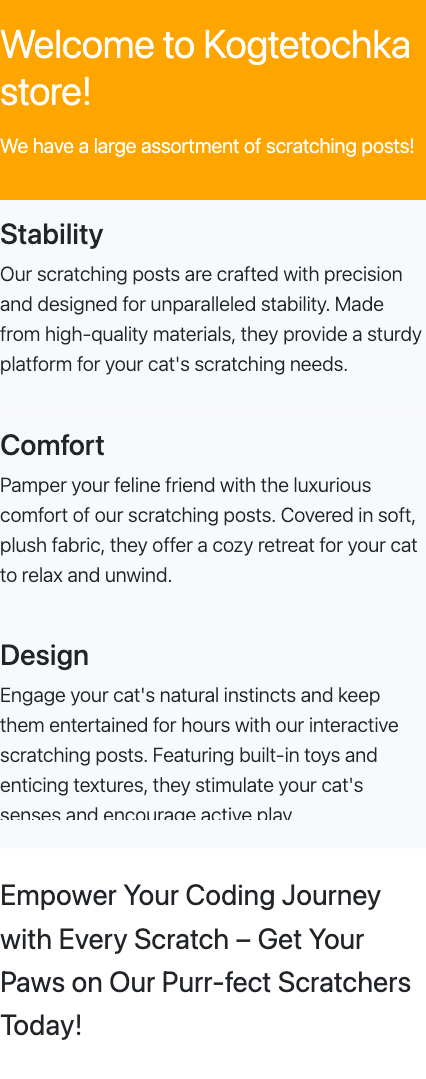 Welcome to Kogtetochka
store!
We have a large assortment of scratching posts!
Stability
Our scratching posts are crafted with precision
and designed for unparalleled stability. Made
from high-quality materials, they provide a sturdy
platform for your cat's scratching needs.
Comfort
Pamper your feline friend with the luxurious
comfort of our scratching posts. Covered in soft,
plush fabric, they offer a cozy retreat for your cat
to relax and unwind.
Design
Engage your cat's natural instincts and keep
them entertained for hours with our interactive
scratching posts. Featuring built-in toys and
enticing textures, they stimulate your cat's
senses and encourage active play
Empower Your Coding Journey
with Every Scratch – Get Your
Paws on Our Purr-fect Scratchers
Today!